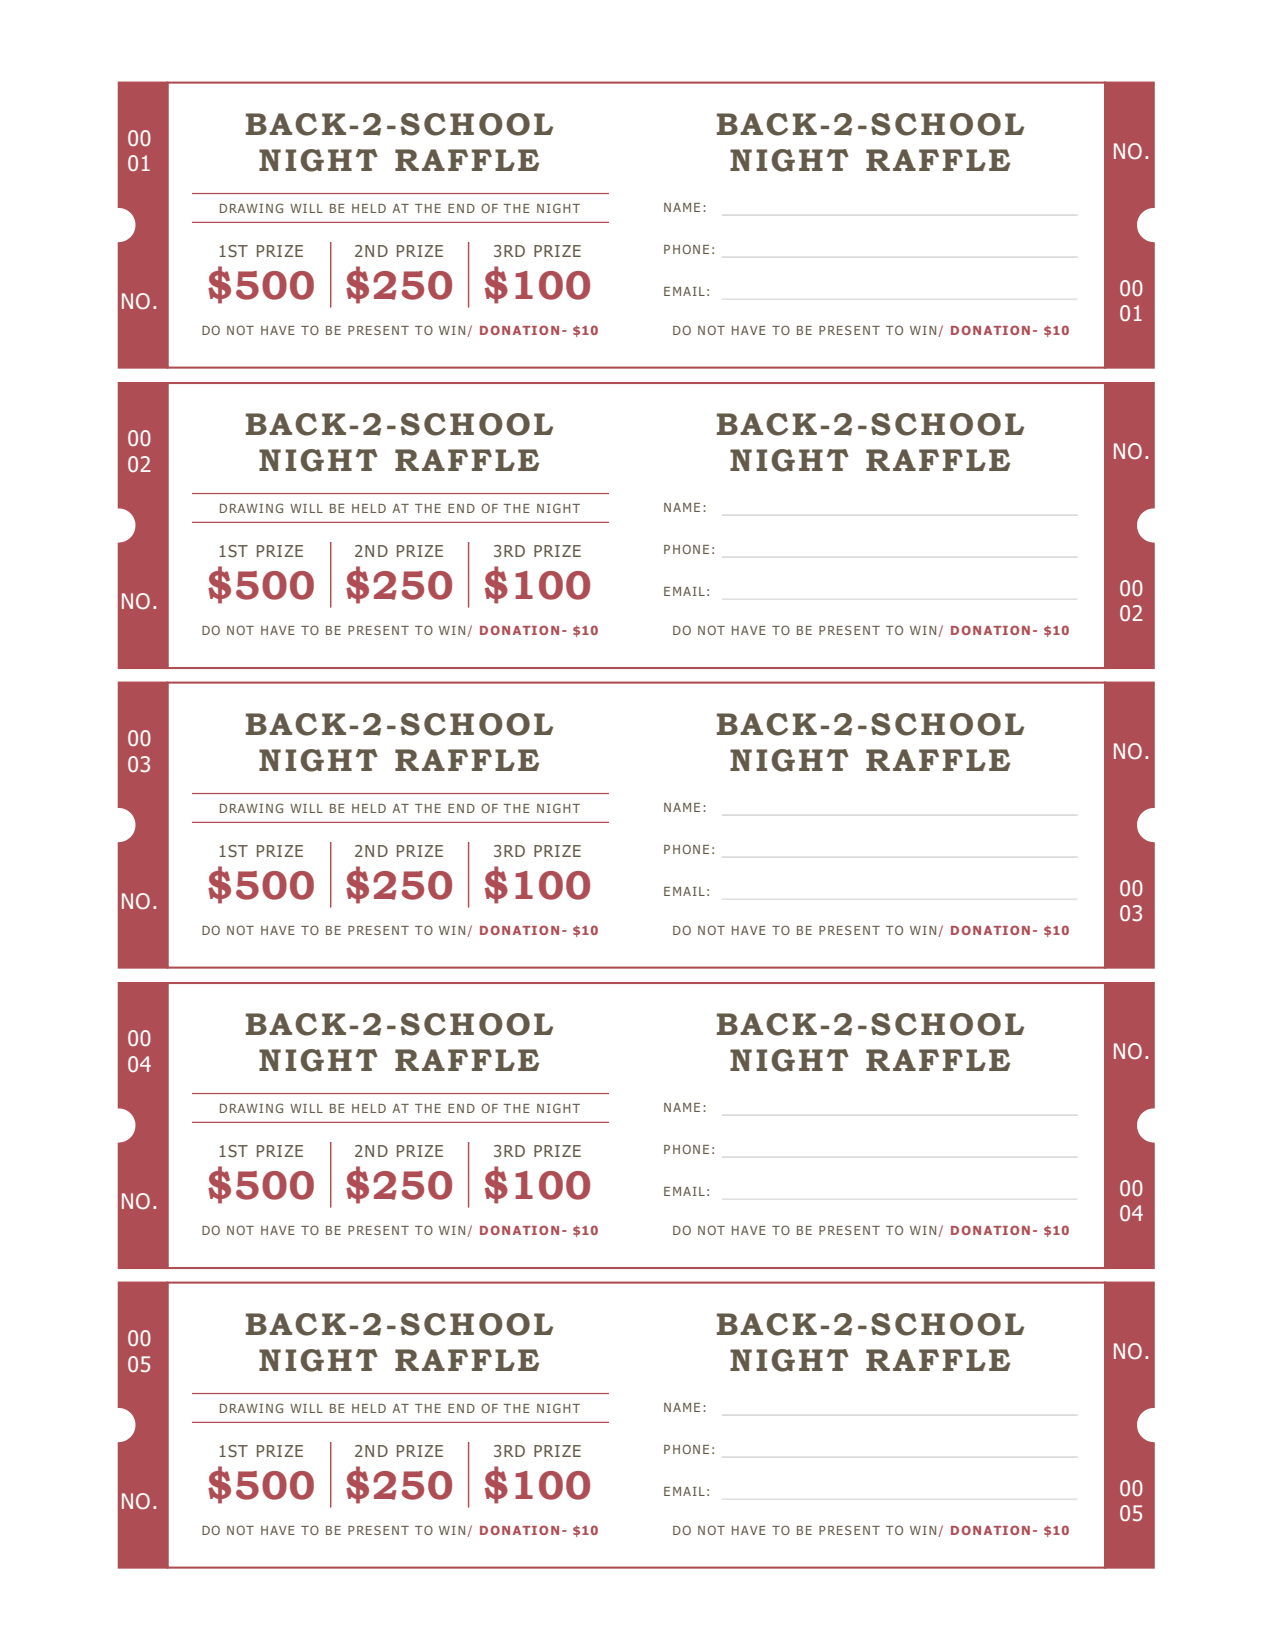 00
01
NO.
BACK-2-SCHOOL
NIGHT RAFFLE
DRAWING WILL BE HELD AT THE END OF THE NIGHT
1ST PRIZE
$500
2ND PRIZE
$250
3RD PRIZE
$100
DO NOT HAVE TO BE PRESENT TO WIN/ DONATION- $10
BACK-2-SCHOOL
NIGHT RAFFLE
NAME:
PHONE:
EMAIL:
DO NOT HAVE TO BE PRESENT TO WIN/ DONATION- $10
NO.
00
01
00
02
NO.
BACK-2-SCHOOL
NIGHT RAFFLE
DRAWING WILL BE HELD AT THE END OF THE NIGHT
1ST PRIZE
$500
2ND PRIZE
$250
3RD PRIZE
$100
DO NOT HAVE TO BE PRESENT TO WIN/ DONATION- $10
BACK-2-SCHOOL
NIGHT RAFFLE
NAME:
PHONE:
EMAIL:
DO NOT HAVE TO BE PRESENT TO WIN/ DONATION- $10
NO.
00
02
00
03
NO.
BACK-2-SCHOOL
NIGHT RAFFLE
DRAWING WILL BE HELD AT THE END OF THE NIGHT
1ST PRIZE
$500
2ND PRIZE
$250
3RD PRIZE
$100
DO NOT HAVE TO BE PRESENT TO WIN/ DONATION- $10
BACK-2-SCHOOL
NIGHT RAFFLE
NAME:
PHONE:
EMAIL:
DO NOT HAVE TO BE PRESENT TO WIN/ DONATION- $10
NO.
00
03
00
04
NO.
BACK-2-SCHOOL
NIGHT RAFFLE
DRAWING WILL BE HELD AT THE END OF THE NIGHT
1ST PRIZE
$500
2ND PRIZE
$250
3RD PRIZE
$100
DO NOT HAVE TO BE PRESENT TO WIN/ DONATION- $10
BACK-2-SCHOOL
NIGHT RAFFLE
NAME:
PHONE:
EMAIL:
DO NOT HAVE TO BE PRESENT TO WIN/ DONATION- $10
NO.
00
04
00
05
NO.
BACK-2-SCHOOL
NIGHT RAFFLE
DRAWING WILL BE HELD AT THE END OF THE NIGHT
1ST PRIZE
$500
2ND PRIZE
$250
3RD PRIZE
$100
DO NOT HAVE TO BE PRESENT TO WIN/ DONATION- $10
BACK-2-SCHOOL
NIGHT RAFFLE
NAME:
PHONE:
EMAIL:
DO NOT HAVE TO BE PRESENT TO WIN/ DONATION- $10
NO.
00
05